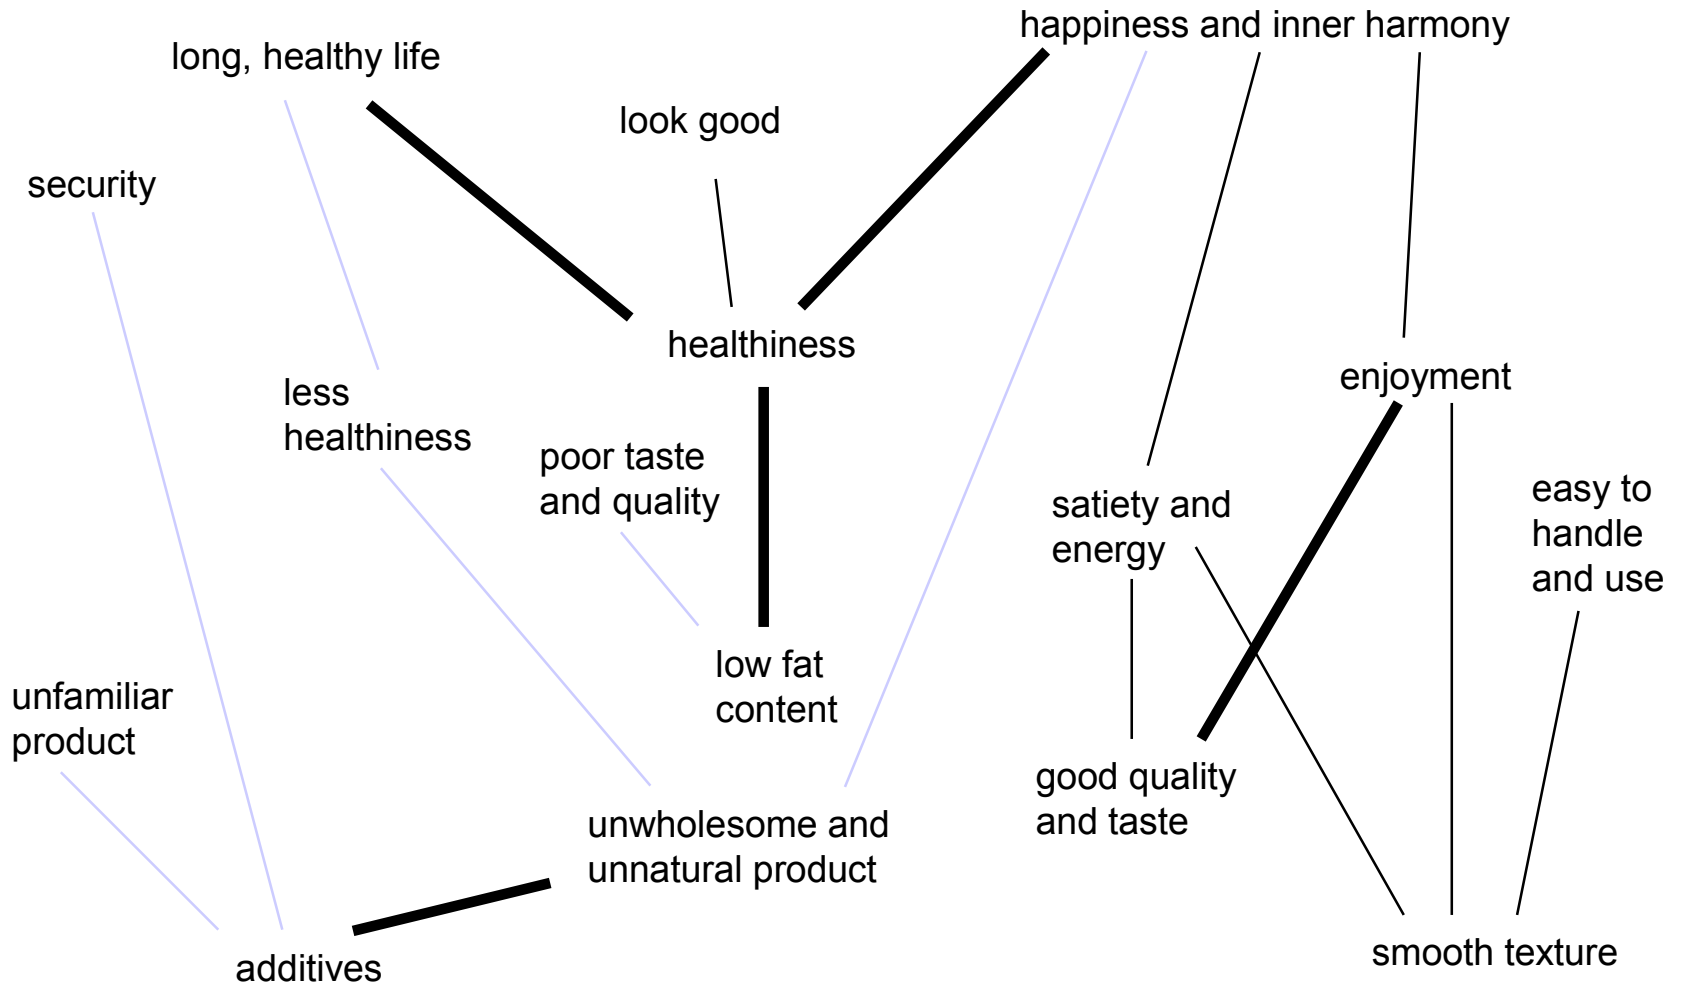 happiness and inner harmony
long, healthy life
look good
security
healthiness
enjoyment
less
healthiness
poor taste
and quality
satiety and
energy
easy to
handle
and use
low fat
content
unfamiliar
product
good quality
and taste
unwholesome and
unnatural product
smooth texture
additives